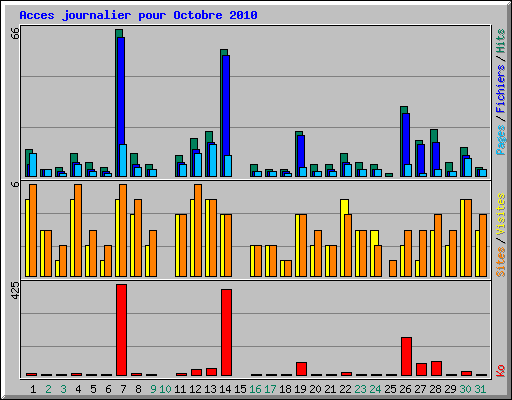 Acces journalier pour Octobre 2010
66
Pages / Fichiers / Hits
6
Sites / Visites
425
Ko
1 2 3 4 5 6 7 8 9 10 11 12 13 14 15 16 17 18 19 20 21 22 23 24 25 26 27 28 29 30 31